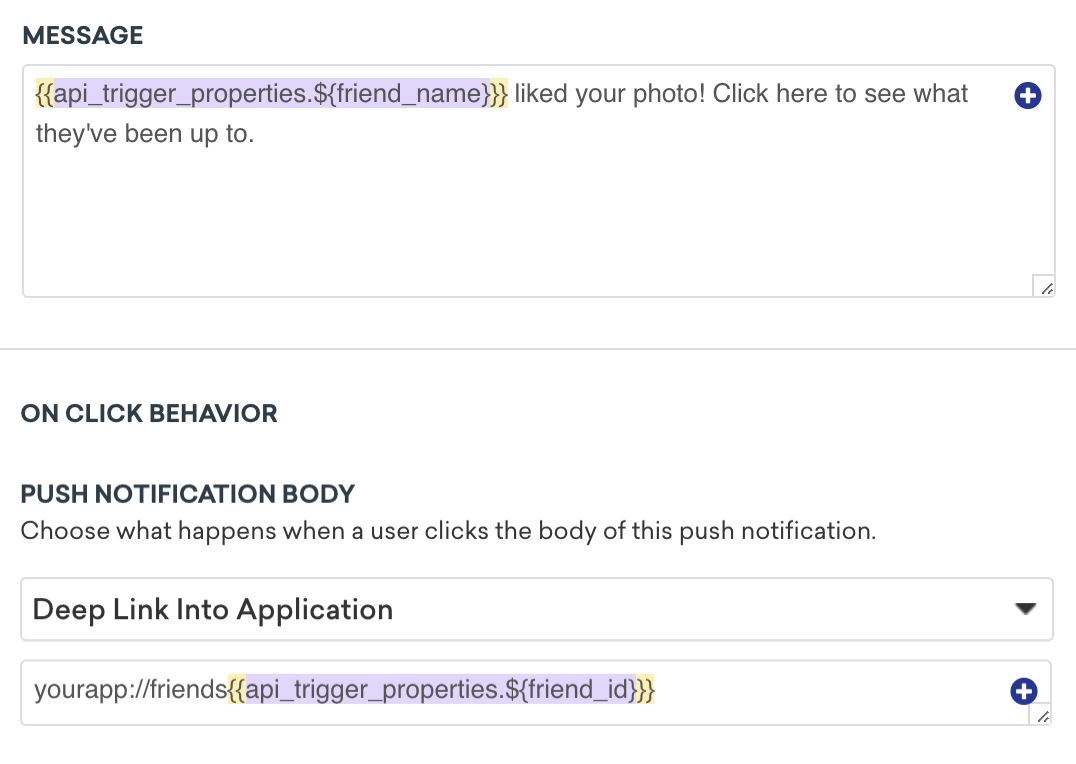 MESSAGE
{{api_trigger_properties.${friend_name}}} liked your photo! Click here to see what
they've been up to.
ON CLICK BEHAVIOR
PUSH NOTIFICATION BODY
Choose what happens when a user clicks the body of this push notification.
Deep Link Into Application
yourapp://friends{{api_trigger_properties.${friend_id}}}